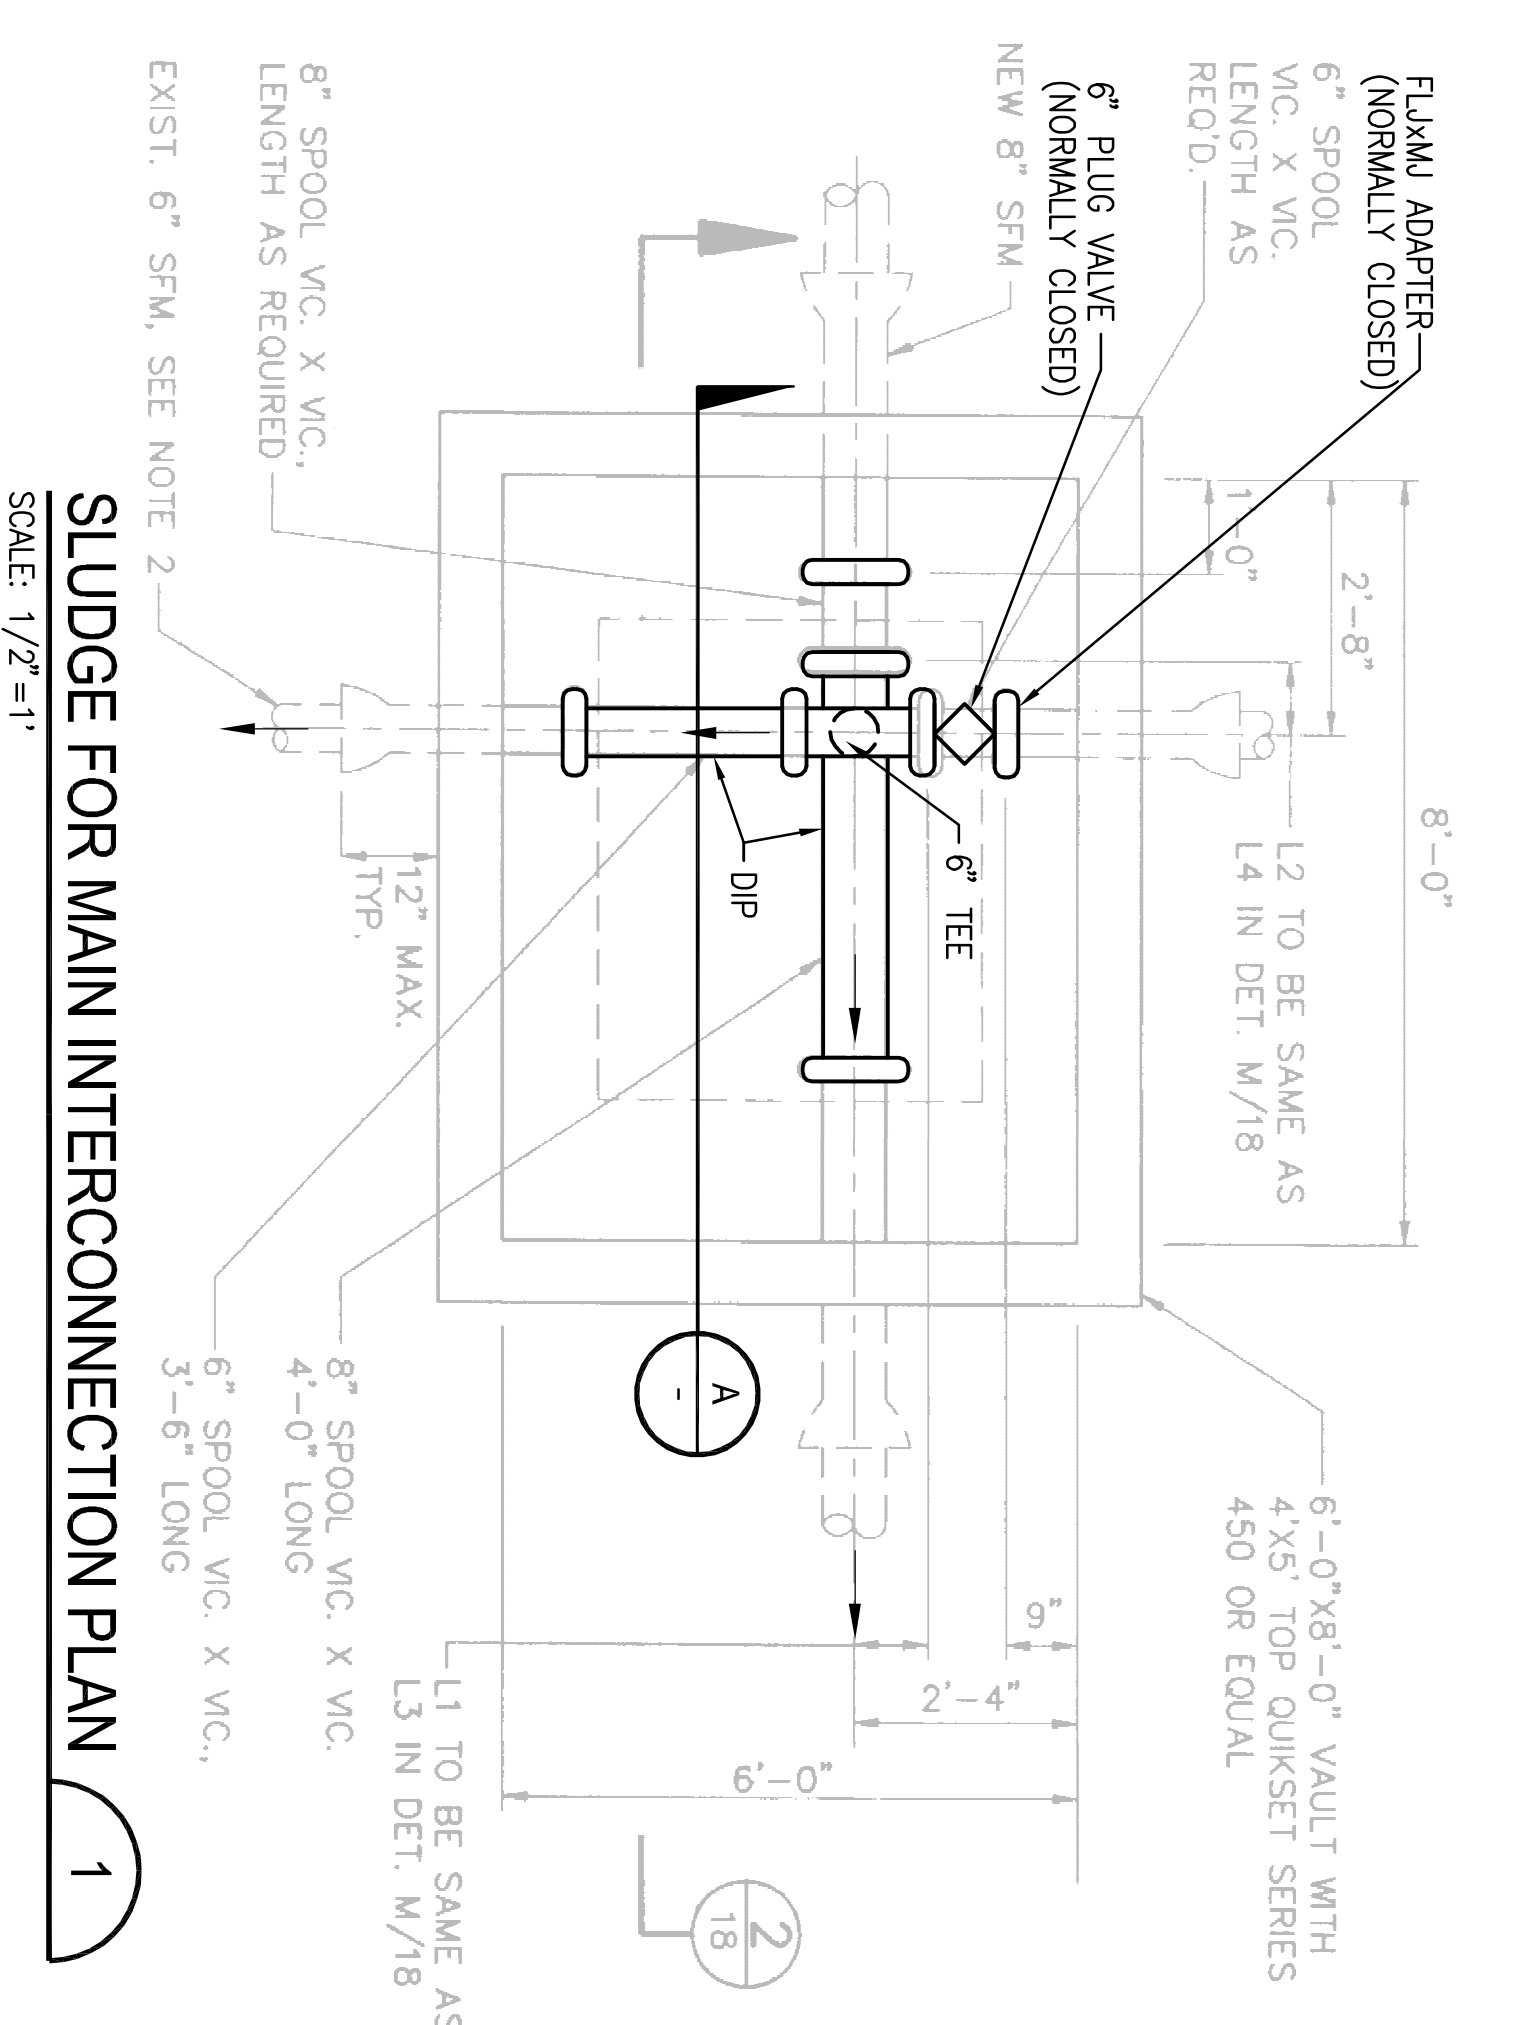 FLJxMJ ADAPTER
(NORMALLY CLOSED)
6" SPOOL
VIC. X VIC.
LENGTH AS
REQ'D.
6" PLUG VALVE
(NORMALLY CLOSED)
NEW 8" SFM
8" SPOOL VIC. X VIC.,
LENGTH AS REQUIRED
EXIST. 6" SFM, SEE NOTE 2
8'-0"
2'-8"
1'-0"
L2 TO BE SAME AS
L4 IN DET. M/18
6" TEE
DIP
12" MAX.
TYP.
6'-0"X8'-0" VAULT WITH
4'X5' TOP QUIKSET SERIES
450 OR EQUAL
9"
2'-4"
6'-0"
A
-
8" SPOOL VIC. X VIC.
4'-0" LONG
6" SPOOL VIC. X VIC.,
3'-6" LONG
L1 TO BE SAME AS
L3 IN DET. M/18
2
18
SLUDGE FOR MAIN INTERCONNECTION PLAN
1
SCALE: 1/2"=1'